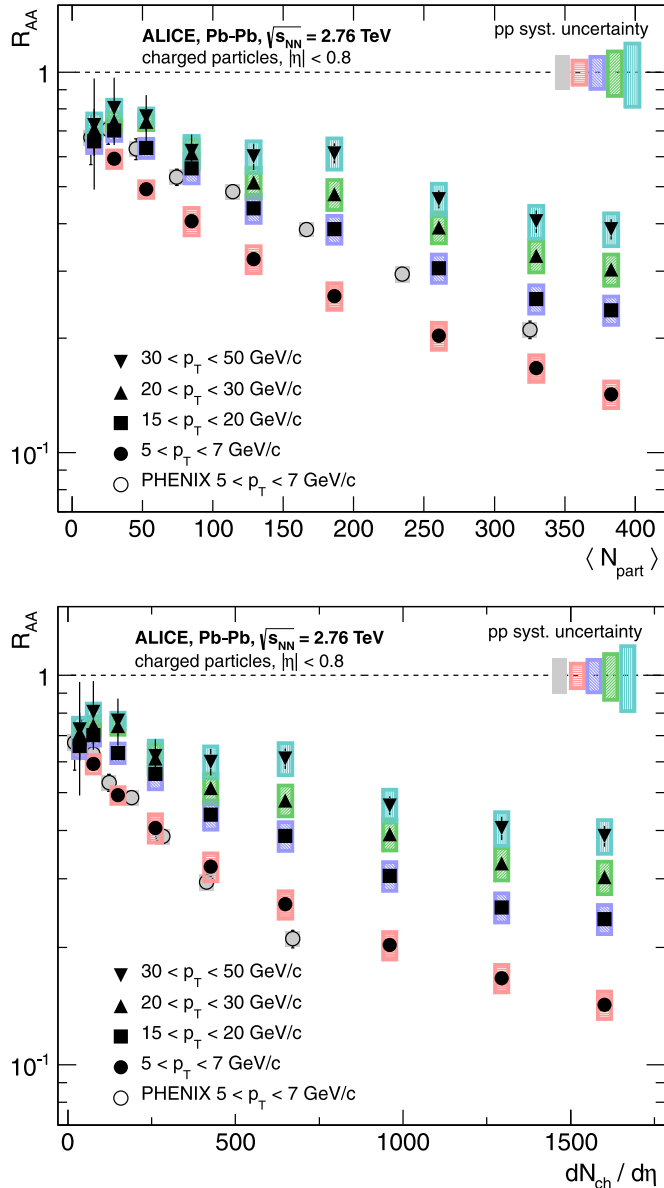 R_AA
ALICE, Pb-Pb, √s_NN = 2.76 TeV
charged particles, |η| < 0.8
pp syst. uncertainty
1
10^-1
30 < p_T < 50 GeV/c
20 < p_T < 30 GeV/c
15 < p_T < 20 GeV/c
5 < p_T < 7 GeV/c
PHENIX 5 < p_T < 7 GeV/c
0 50 100 150 200 250 300 350 400
⟨ N_part ⟩
R_AA
ALICE, Pb-Pb, √s_NN = 2.76 TeV
charged particles, |η| < 0.8
pp syst. uncertainty
1
10^-1
30 < p_T < 50 GeV/c
20 < p_T < 30 GeV/c
15 < p_T < 20 GeV/c
5 < p_T < 7 GeV/c
PHENIX 5 < p_T < 7 GeV/c
0 500 1000 1500
dN_ch / dη